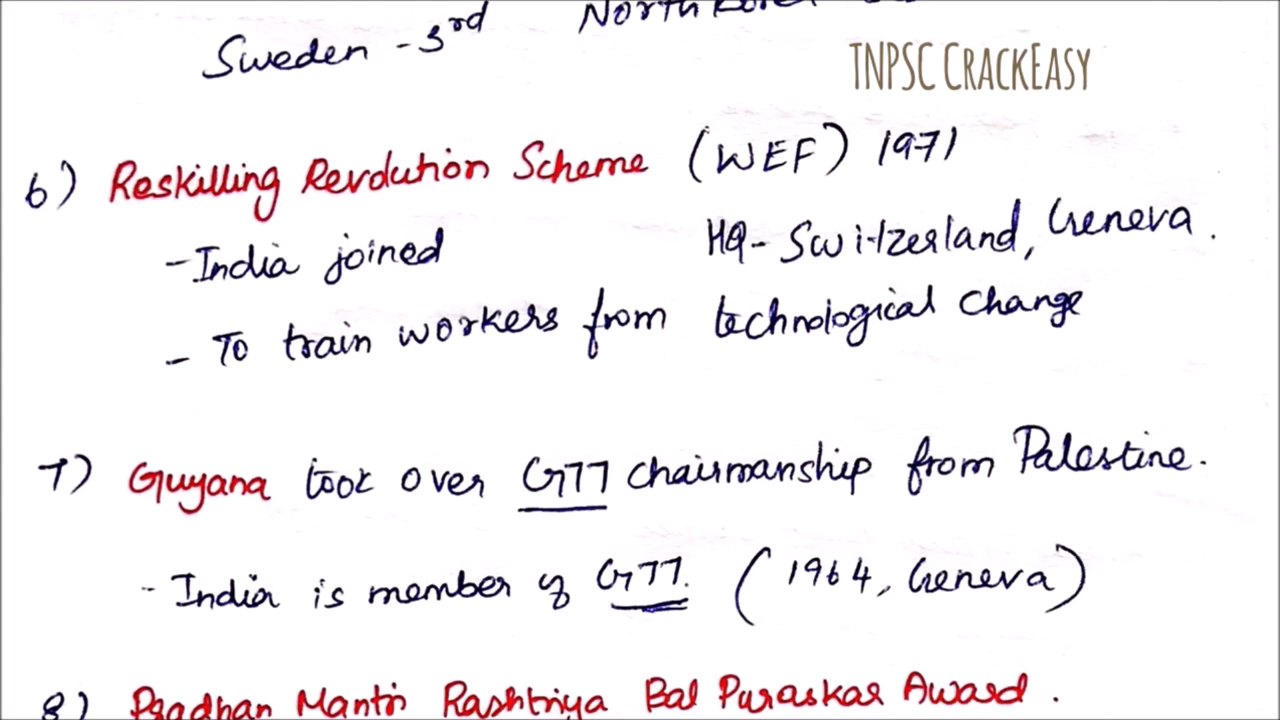 Sweden - 3rd North Korea
TNPSC CrackEasy
6) Reskilling Revolution Scheme (WEF) 1971
- India joined HQ - Switzerland, Geneva.
- To train workers from technological change
7) Guyana took over G77 chairmanship from Palestine.
- India is member of G77. (1964, Geneva)
8) Pradhan Mantri Rashtriya Bal Puraskar Award.